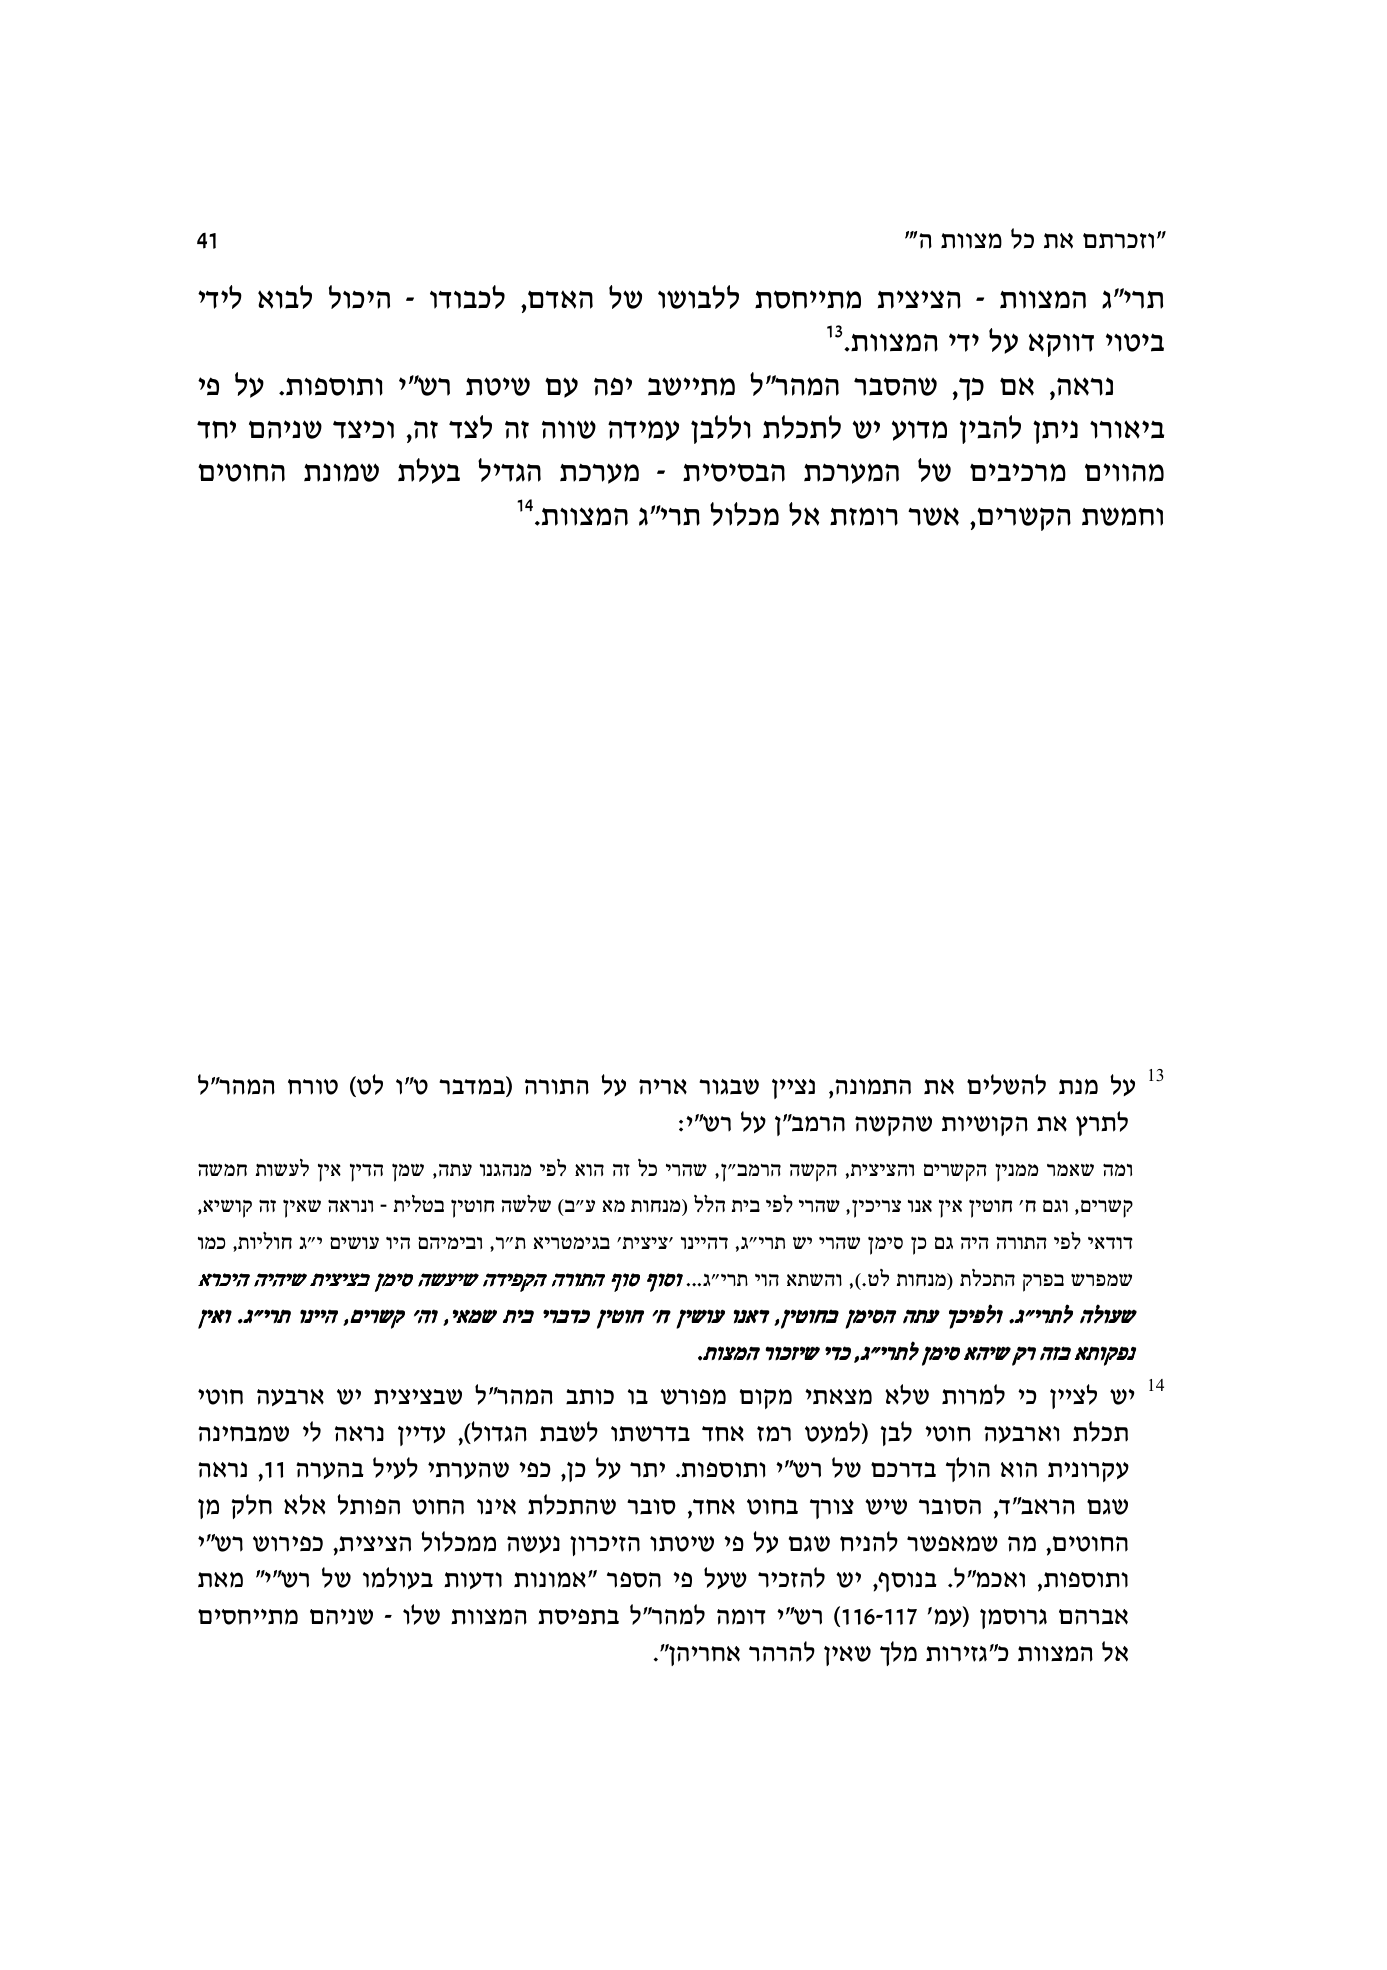 "וזכרתם את כל מצוות ה'" 41
תרי"ג המצוות - הציצית מתייחסת ללבושו של האדם, לכבודו - היכול לבוא לידי
ביטוי דווקא על ידי המצוות.13
נראה, אם כך, שהסבר המהר"ל מתיישב יפה עם שיטת רש"י ותוספות. על פי
ביאורו ניתן להבין מדוע יש לתכלת וללבן עמידה שווה זה לצד זה, וכיצד שניהם יחד
מהווים מרכיבים של המערכת הבסיסית - מערכת הגדיל בעלת שמונת החוטים
וחמשת הקשרים, אשר רומזת אל מכלול תרי"ג המצוות.14
13 על מנת להשלים את התמונה, נציין שבגור אריה על התורה (במדבר ט"ו לט) טורח המהר"ל
לתרץ את הקושיות שהקשה הרמב"ן על רש"י:
ומה שאמר ממנין הקשרים והציצית, הקשה הרמב"ן, שהרי כל זה הוא לפי מנהגנו עתה, שמן הדין אין לעשות חמשה
קשרים, וגם ח' חוטין אין אנו צריכין, שהרי לפי בית הלל (מנחות מא ע"ב) שלשה חוטין בטלית - ונראה שאין זה קושיא,
דודאי לפי התורה היה גם כן סימן שהרי יש תרי"ג, דהיינו 'ציצית' בגימטריא ת"ר, ובימיהם היו עושים י"ג חוליות, כמו
שמפרש בפרק התכלת (מנחות לט.), והשתא הוי תרי"ג... וסוף סוף התורה הקפידה שיעשה סימן בציצית שיהיה היכרא
שעולה לתרי"ג. ולפיכך עתה הסימן בחוטין, דאנו עושין ח' חוטין כדברי בית שמאי, וה' קשרים, היינו תרי"ג. ואין
נפקותא בזה רק שיהא סימן לתרי"ג, כדי שיזכור המצות.
14 יש לציין כי למרות שלא מצאתי מקום מפורש בו כותב המהר"ל שבציצית יש ארבעה חוטי
תכלת וארבעה חוטי לבן (למעט רמז אחד בדרשתו לשבת הגדול), עדיין נראה לי שמבחינה
עקרונית הוא הולך בדרכם של רש"י ותוספות. יתר על כן, כפי שהערתי לעיל בהערה 11, נראה
שגם הראב"ד, הסובר שיש צורך בחוט אחד, סובר שהתכלת אינו החוט הפותל אלא חלק מן
החוטים, מה שמאפשר להניח שגם על פי שיטתו הזיכרון נעשה ממכלול הציצית, כפירוש רש"י
ותוספות, ואכמ"ל. בנוסף, יש להזכיר שעל פי הספר "אמונות ודעות בעולמו של רש"י" מאת
אברהם גרוסמן (עמ' 116-117) רש"י דומה למהר"ל בתפיסת המצוות שלו - שניהם מתייחסים
אל המצוות כ"גזירות מלך שאין להרהר אחריהן".